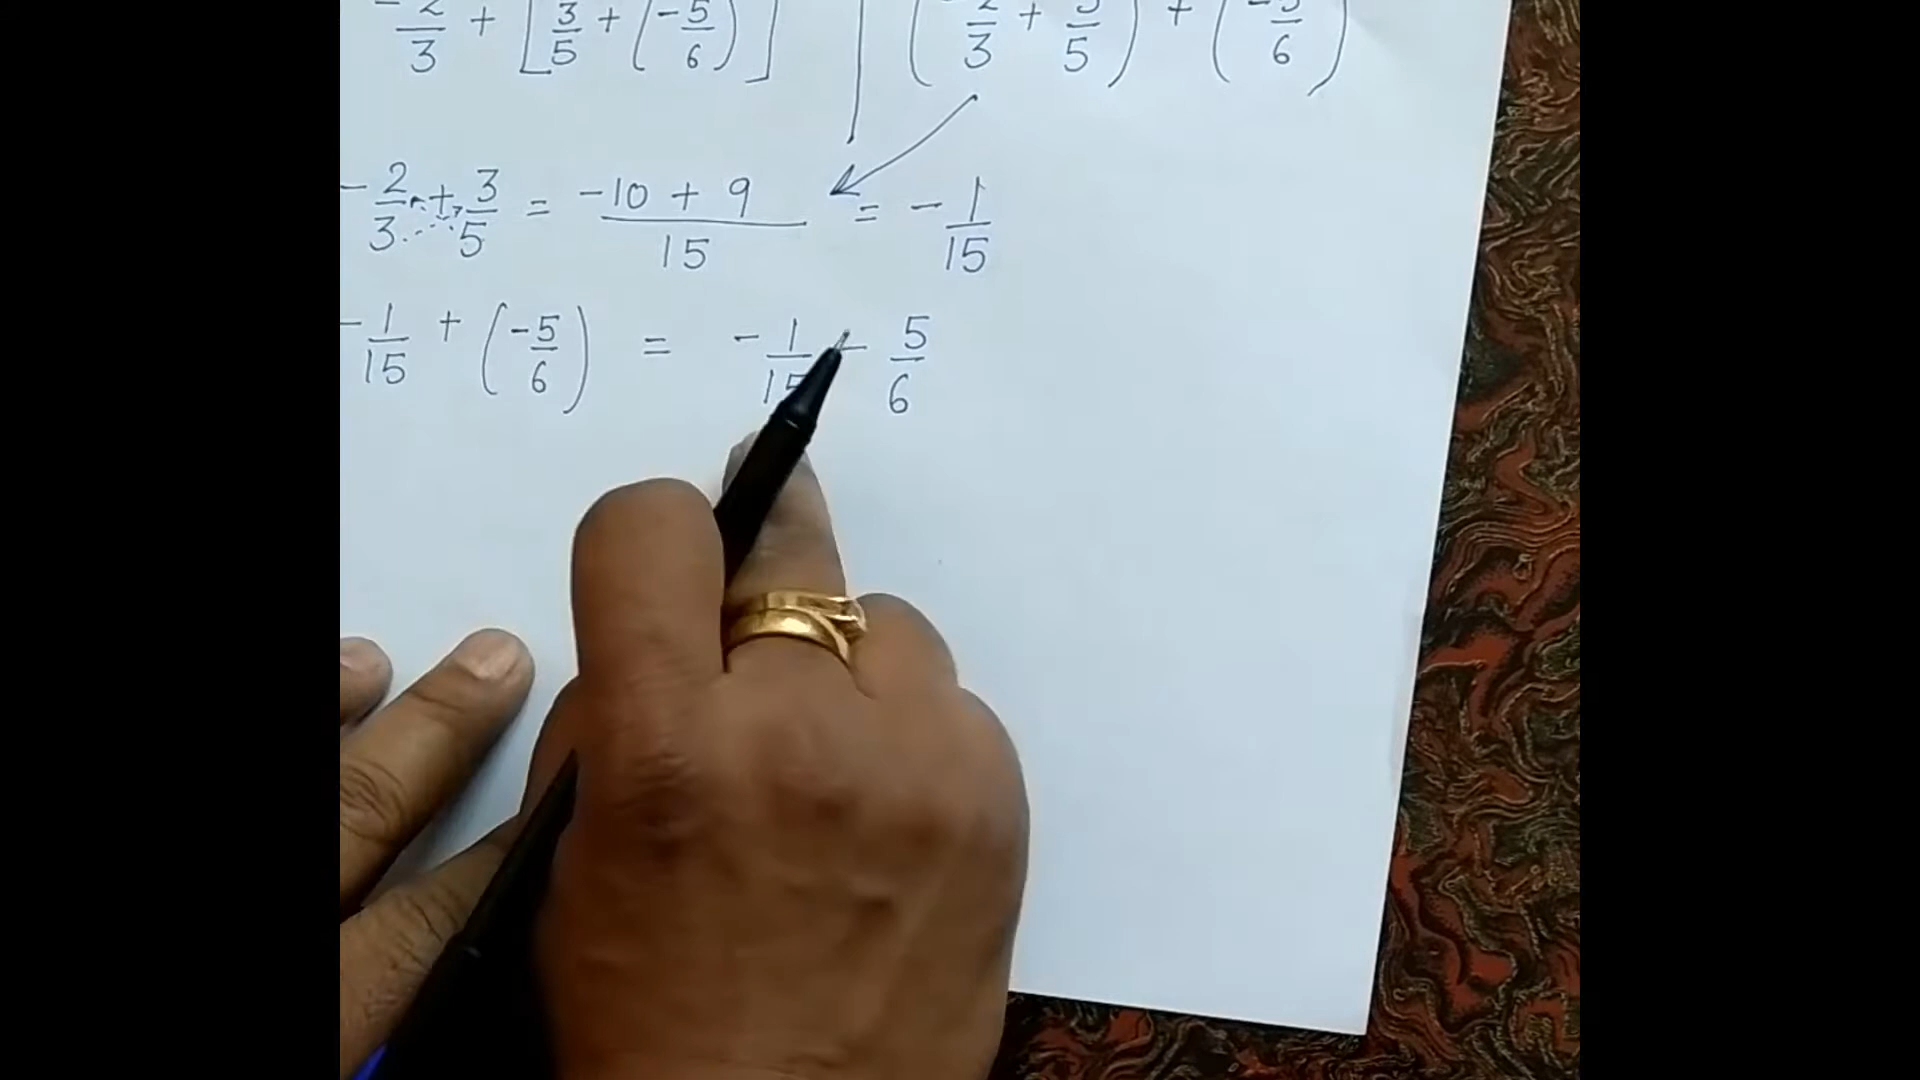 -2/3 + [3/5 + (-5/6)] | (-2/3 + 3/5) + (-5/6)
-2/3 + 3/5 = -10 + 9/15 = -1/15
-1/15 + (-5/6) = -1/15 - 5/6